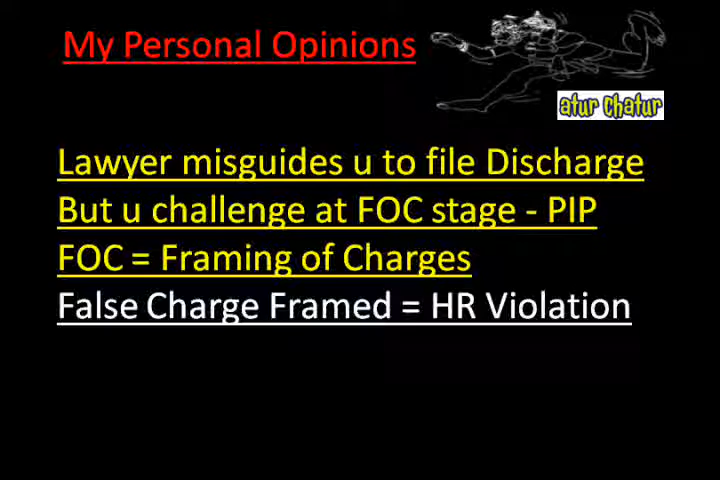 My Personal Opinions
atur chatur
Lawyer misguides u to file Discharge
But u challenge at FOC stage - PIP
FOC = Framing of Charges
False Charge Framed = HR Violation